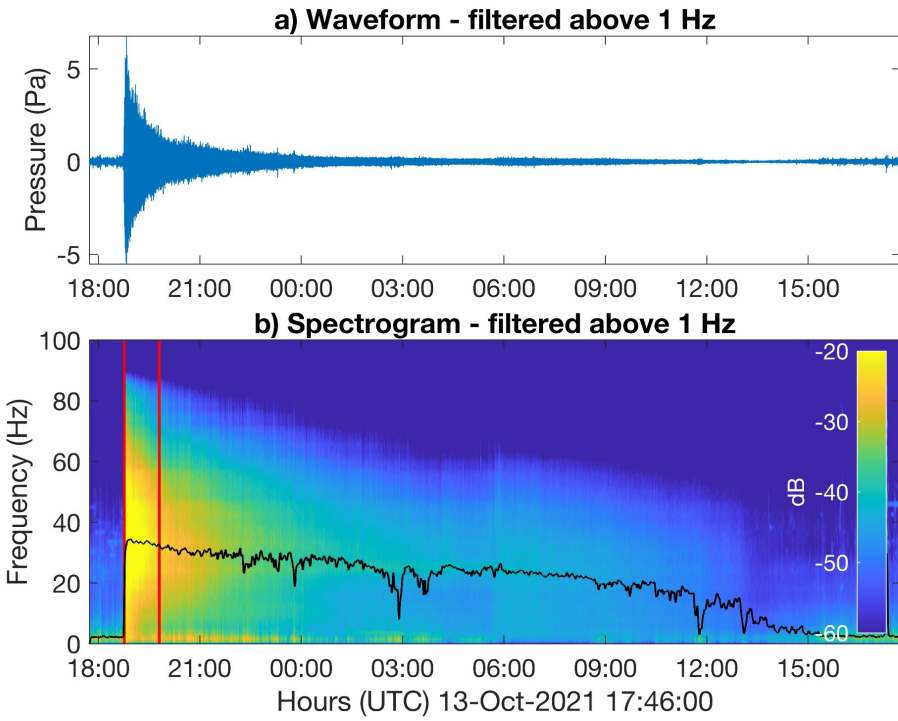 a) Waveform - filtered above 1 Hz
Pressure (Pa)
5
0
-5
18:00 21:00 00:00 03:00 06:00 09:00 12:00 15:00
b) Spectrogram - filtered above 1 Hz
Frequency (Hz)
100
80
60
40
20
0
dB
-20
-30
-40
-50
-60
18:00 21:00 00:00 03:00 06:00 09:00 12:00 15:00
Hours (UTC) 13-Oct-2021 17:46:00